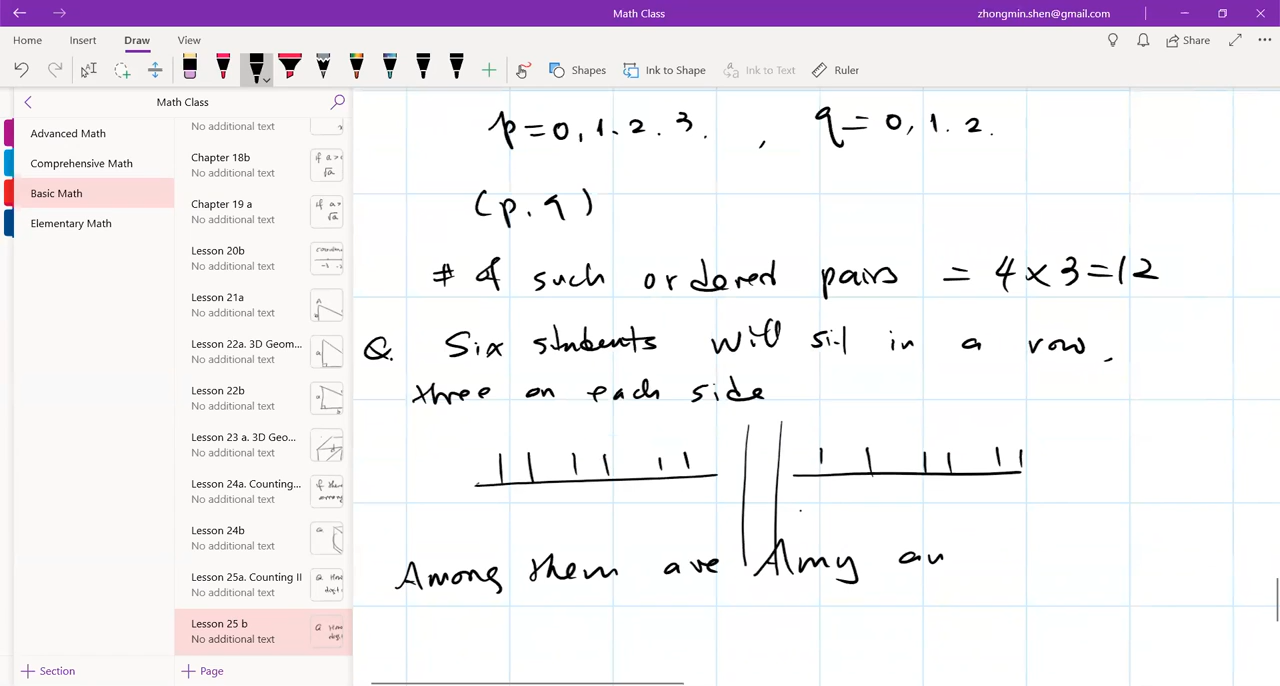 Math Class
zhongmin.shen@gmail.com
Home
Insert
Draw
View
Share
Shapes
Ink to Shape
Ink to Text
Ruler
Math Class
Advanced Math
Comprehensive Math
Basic Math
Elementary Math
No additional text
Chapter 18b
No additional text
Chapter 19 a
No additional text
Lesson 20b
No additional text
Lesson 21a
No additional text
Lesson 22a. 3D Geom...
No additional text
Lesson 22b
No additional text
Lesson 23 a. 3D Geo...
No additional text
Lesson 24a. Counting...
No additional text
Lesson 24b
No additional text
Lesson 25a. Counting II
No additional text
Lesson 25 b
No additional text
Section
Page
p=0,1.2.3. , q=0,1.2.
(p.q)
# of such ordered pairs = 4×3=12
Q. Six students will sit in a row.
three on each side
Among them are Amy an